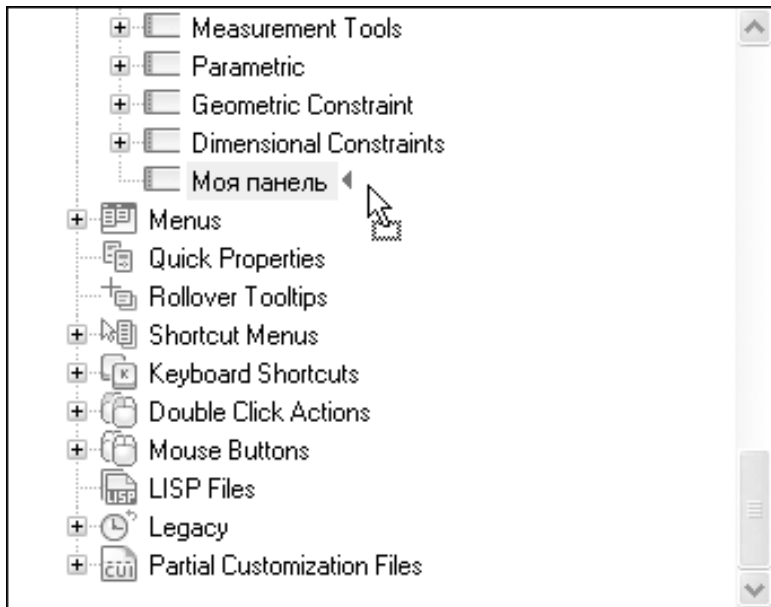 Measurement Tools
Parametric
Geometric Constraint
Dimensional Constraints
Моя панель
Menus
Quick Properties
Rollover Tooltips
Shortcut Menus
Keyboard Shortcuts
Double Click Actions
Mouse Buttons
LISP Files
Legacy
Partial Customization Files